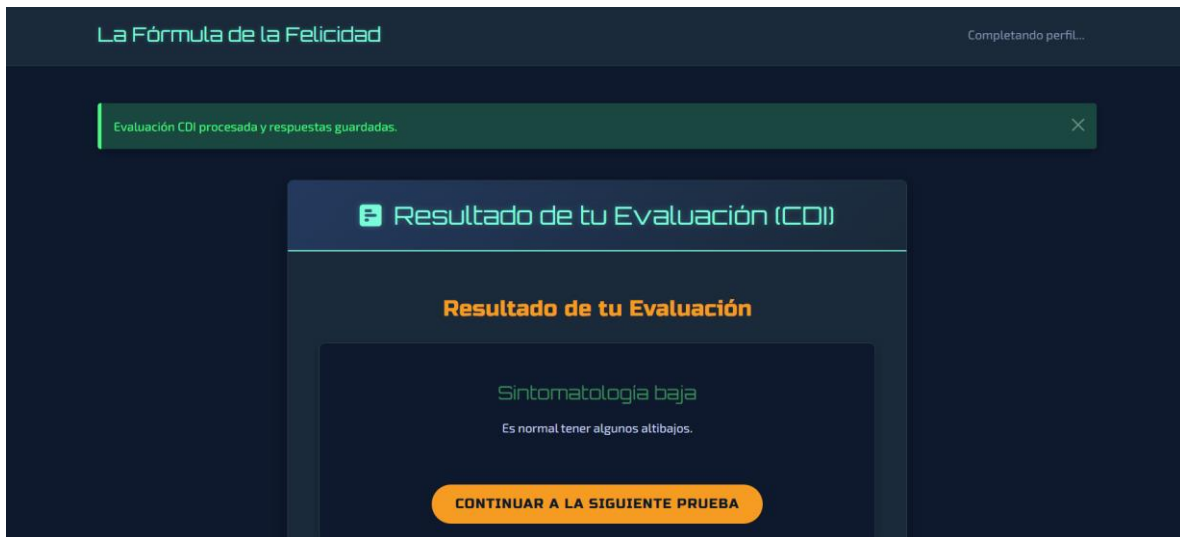 La Fórmula de la Felicidad
Completando perfil...
Evaluación CDI procesada y respuestas guardadas.
Resultado de tu Evaluación (CDI)
Resultado de tu Evaluación
Sintomatología baja
Es normal tener algunos altibajos.
CONTINUAR A LA SIGUIENTE PRUEBA